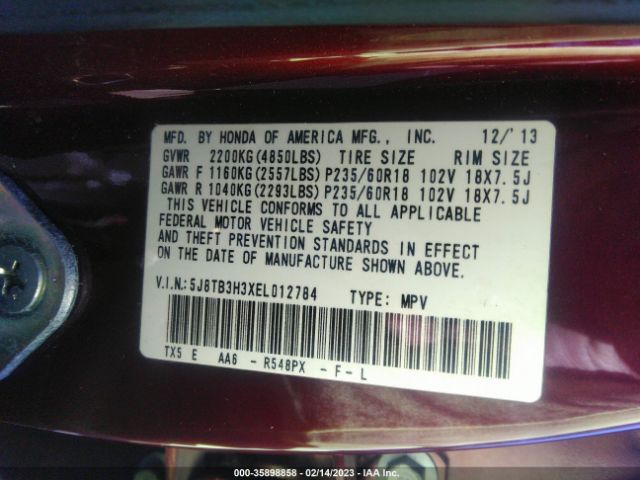 MFD. BY HONDA OF AMERICA MFG., INC. 12/'13
GVWR 2200KG(4850LBS) TIRE SIZE RIM SIZE
GAWR F 1160KG(2557LBS) P235/60R18 102V 18X7.5J
GAWR R 1040KG(2293LBS) P235/60R18 102V 18X7.5J
THIS VEHICLE CONFORMS TO ALL APPLICABLE
FEDERAL MOTOR VEHICLE SAFETY
AND THEFT PREVENTION STANDARDS IN EFFECT
ON THE DATE OF MANUFACTURE SHOWN ABOVE.
V.I.N:5J8TB3H3XEL012784 TYPE: MPV
TX5 E AA6 - R548PX - F - L
000-35898858 - 02/14/2023 - IAA Inc.